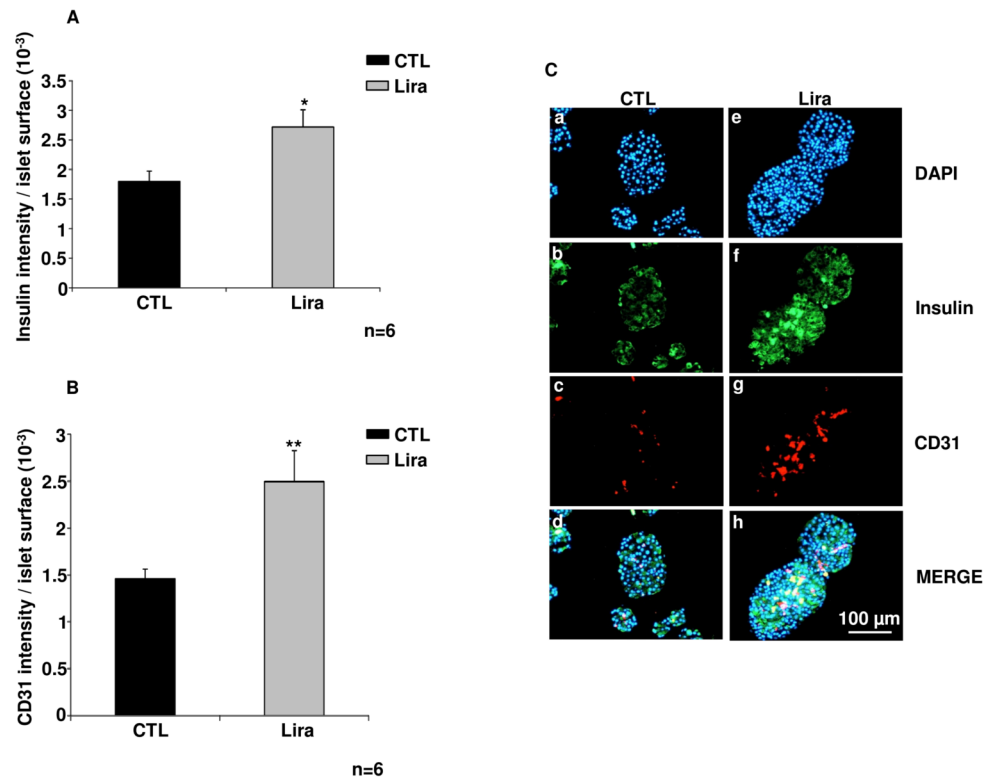 A
Insulin intensity / islet surface (10-3)
3.5
3
2.5
2
1.5
1
0.5
0
*
CTL
Lira
CTL
Lira
n=6
B
CD31 intensity / islet surface (10-3)
3
2.5
2
1.5
1
0.5
0
**
CTL
Lira
CTL
Lira
n=6
C
CTL
Lira
a
e
DAPI
b
f
Insulin
c
g
CD31
d
h
MERGE
100 µm